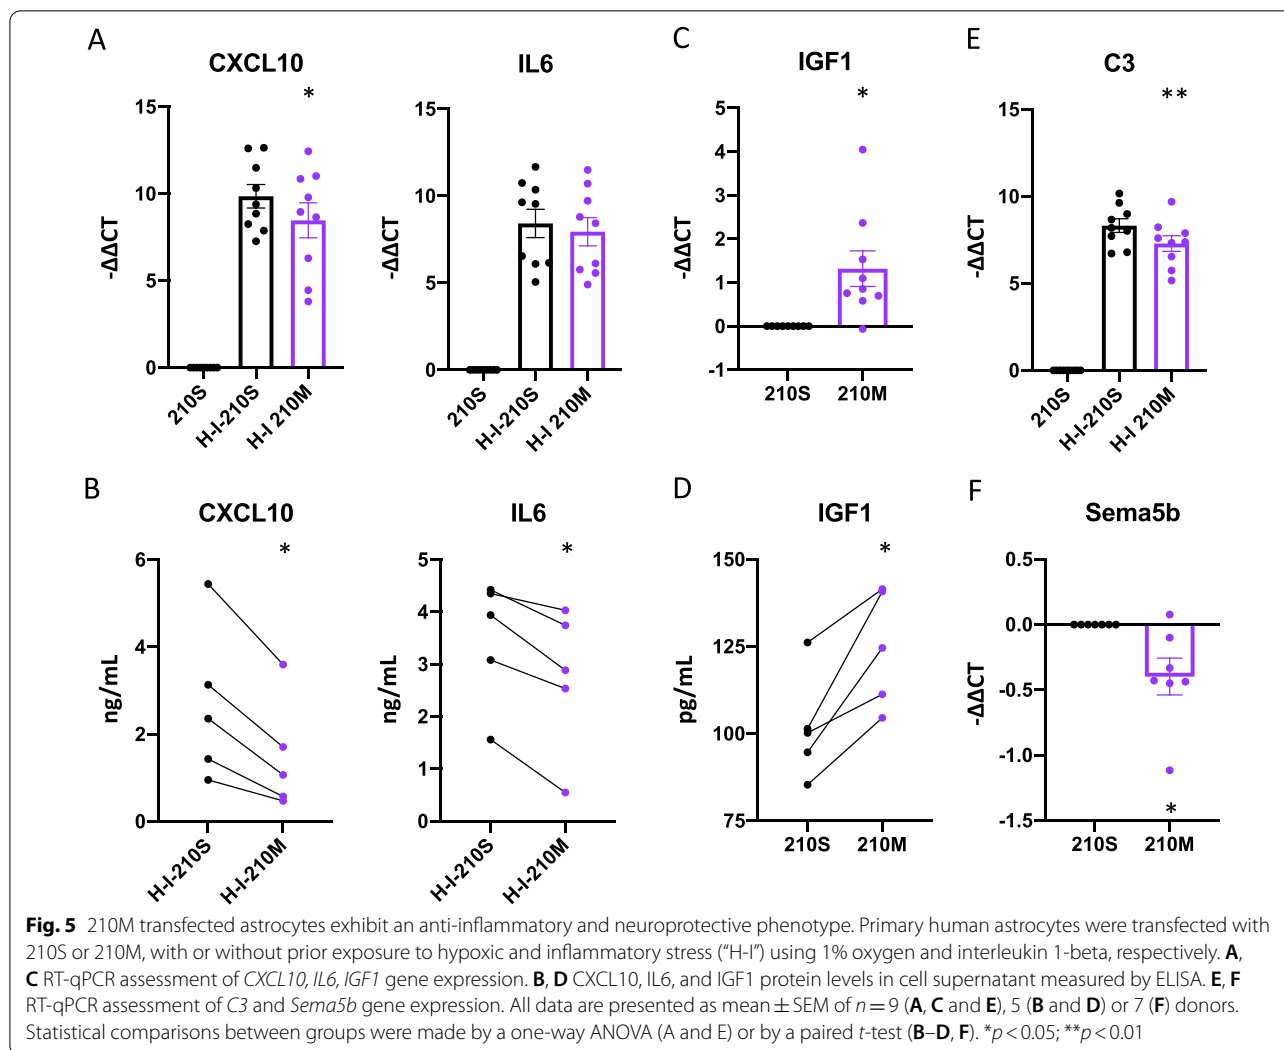 A
CXCL10
*
15
10
5
0
-ΔΔCT
210S
H-I-210S
H-I 210M
IL6
15
10
5
0
-ΔΔCT
210S
H-I-210S
H-I 210M
C
IGF1
*
5
4
3
2
1
0
-1
-ΔΔCT
210S
210M
E
C3
**
15
10
5
0
-ΔΔCT
210S
H-I-210S
H-I 210M
B
CXCL10
*
6
4
2
0
ng/mL
H-I-210S
H-I-210M
IL6
*
5
4
3
2
1
0
ng/mL
H-I-210S
H-I-210M
D
IGF1
*
150
125
100
75
pg/mL
210S
210M
F
Sema5b
0.5
0.0
-0.5
-1.0
-1.5
-ΔΔCT
*
210S
210M
Fig. 5 210M transfected astrocytes exhibit an anti-inflammatory and neuroprotective phenotype. Primary human astrocytes were transfected with
210S or 210M, with or without prior exposure to hypoxic and inflammatory stress (“H-I”) using 1% oxygen and interleukin 1-beta, respectively. A,
C RT-qPCR assessment of CXCL10, IL6, IGF1 gene expression. B, D CXCL10, IL6, and IGF1 protein levels in cell supernatant measured by ELISA. E, F
RT-qPCR assessment of C3 and Sema5b gene expression. All data are presented as mean ± SEM of n = 9 (A, C and E), 5 (B and D) or 7 (F) donors.
Statistical comparisons between groups were made by a one-way ANOVA (A and E) or by a paired t-test (B–D, F). *p < 0.05; **p < 0.01